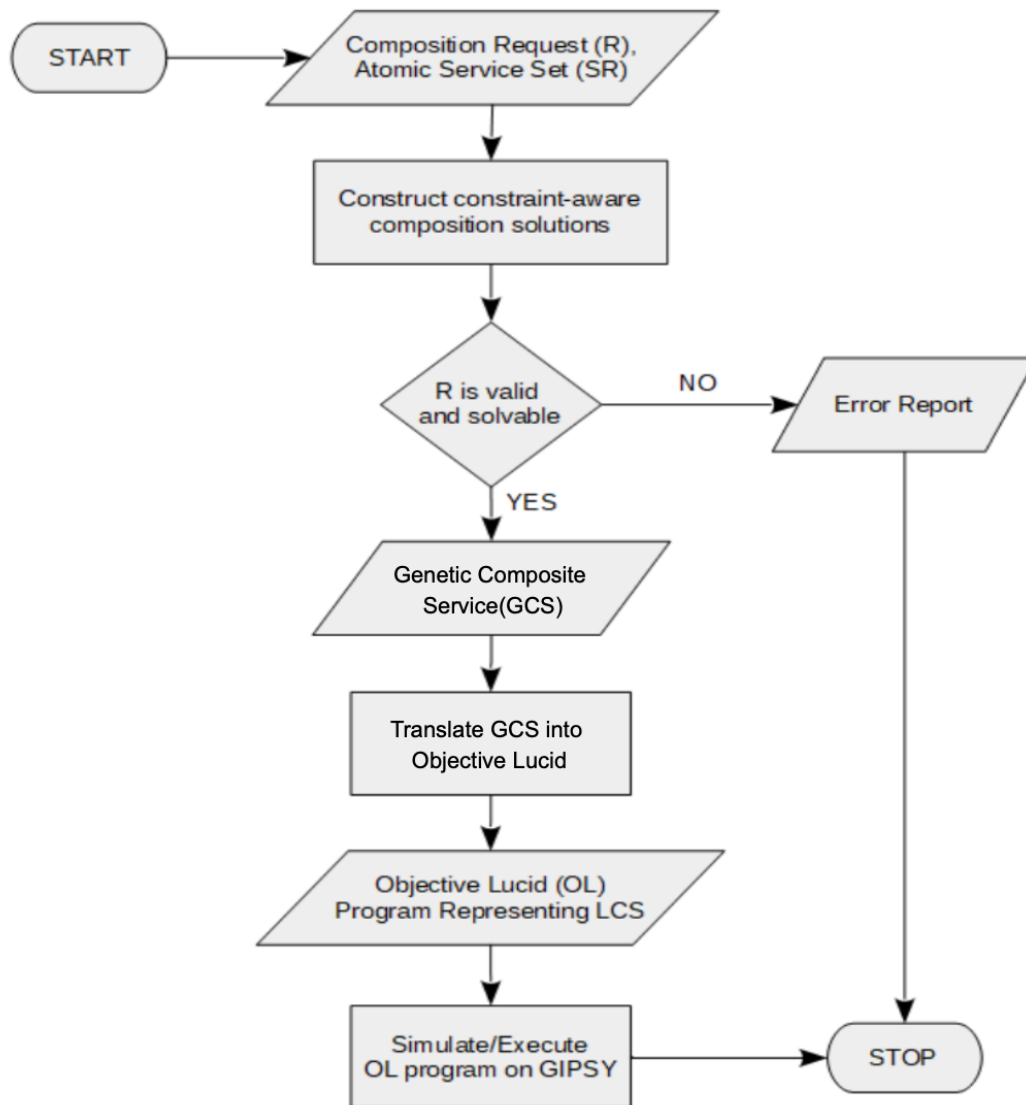 START
Composition Request (R),
Atomic Service Set (SR)
Construct constraint-aware
composition solutions
R is valid
and solvable
NO
Error Report
YES
Genetic Composite
Service(GCS)
Translate GCS into
Objective Lucid
Objective Lucid (OL)
Program Representing LCS
Simulate/Execute
OL program on GIPSY
STOP